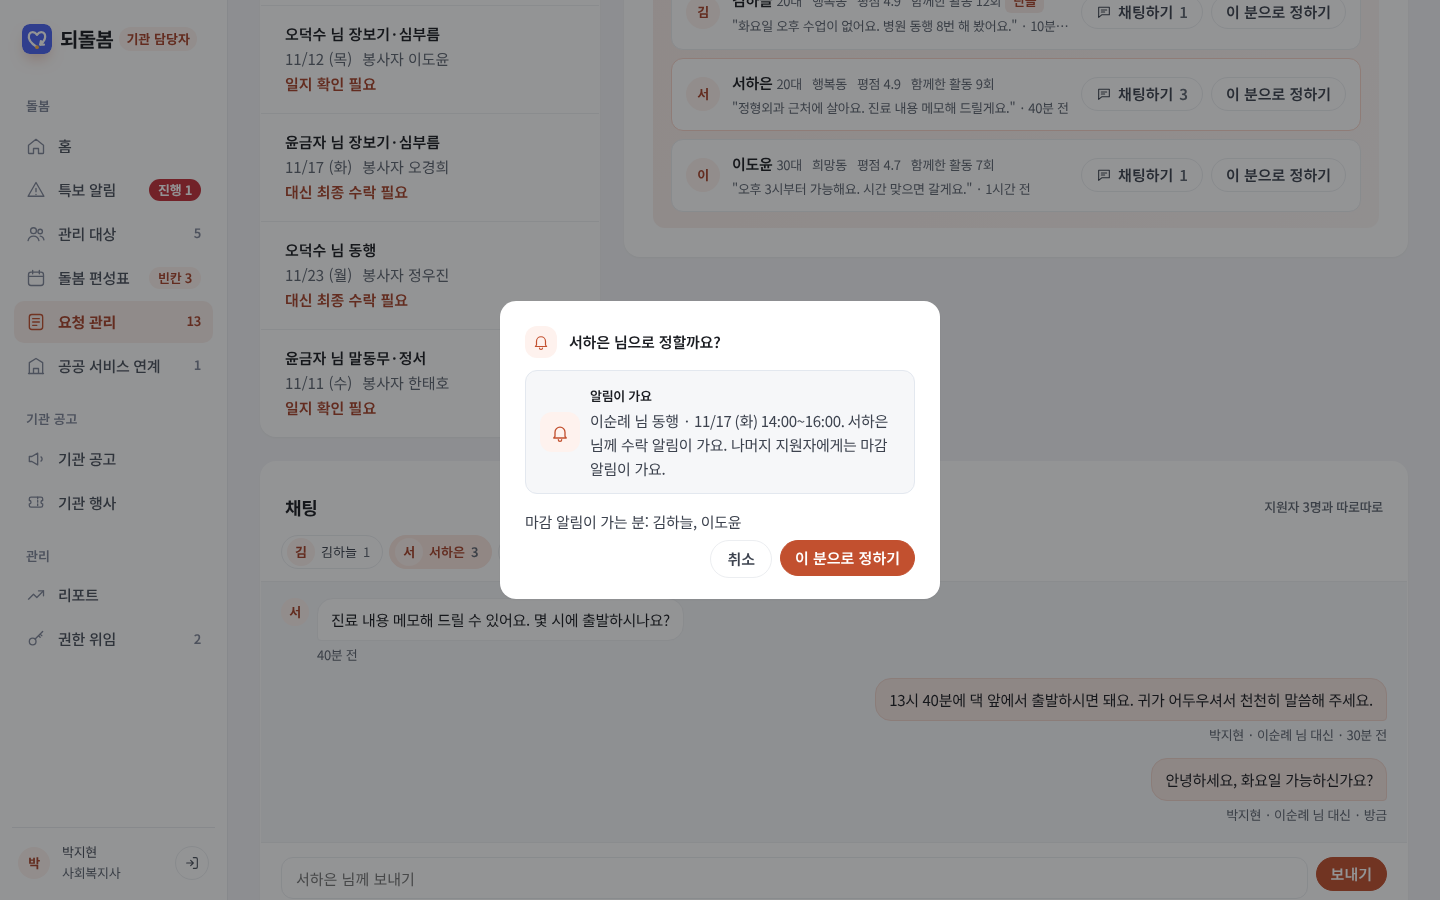 되돌봄 기관 담당자
돌봄
홈
특보 알림 진행 1
관리 대상 5
돌봄 편성표 빈칸 3
요청 관리 13
공공 서비스 연계 1
기관 공고
기관 공고
기관 행사
관리
리포트
권한 위임 2
박
박지현
사회복지사
오덕수 님 장보기·심부름
11/12 (목) 봉사자 이도윤
일지 확인 필요
윤금자 님 장보기·심부름
11/17 (화) 봉사자 오경희
대신 최종 수락 필요
오덕수 님 동행
11/23 (월) 봉사자 정우진
대신 최종 수락 필요
윤금자 님 말동무·정서
11/11 (수) 봉사자 한태호
일지 확인 필요
김
김하늘 20대 행복동 평점 4.9 함께한 활동 12회 단골
"화요일 오후 수업이 없어요. 병원 동행 8번 해 봤어요." · 10분…
채팅하기 1
이 분으로 정하기
서
서하은 20대 행복동 평점 4.9 함께한 활동 9회
"정형외과 근처에 살아요. 진료 내용 메모해 드릴게요." · 40분 전
채팅하기 3
이 분으로 정하기
이
이도윤 30대 희망동 평점 4.7 함께한 활동 7회
"오후 3시부터 가능해요. 시간 맞으면 갈게요." · 1시간 전
채팅하기 1
이 분으로 정하기
서하은 님으로 정할까요?
알림이 가요
이순례 님 동행 · 11/17 (화) 14:00~16:00. 서하은
님께 수락 알림이 가요. 나머지 지원자에게는 마감
알림이 가요.
마감 알림이 가는 분: 김하늘, 이도윤
취소
이 분으로 정하기
채팅
지원자 3명과 따로따로
김 김하늘 1
서 서하은 3
서
진료 내용 메모해 드릴 수 있어요. 몇 시에 출발하시나요?
40분 전
13시 40분에 댁 앞에서 출발하시면 돼요. 귀가 어두우셔서 천천히 말씀해 주세요.
박지현 · 이순례 님 대신 · 30분 전
안녕하세요, 화요일 가능하신가요?
박지현 · 이순례 님 대신 · 방금
서하은 님께 보내기
보내기